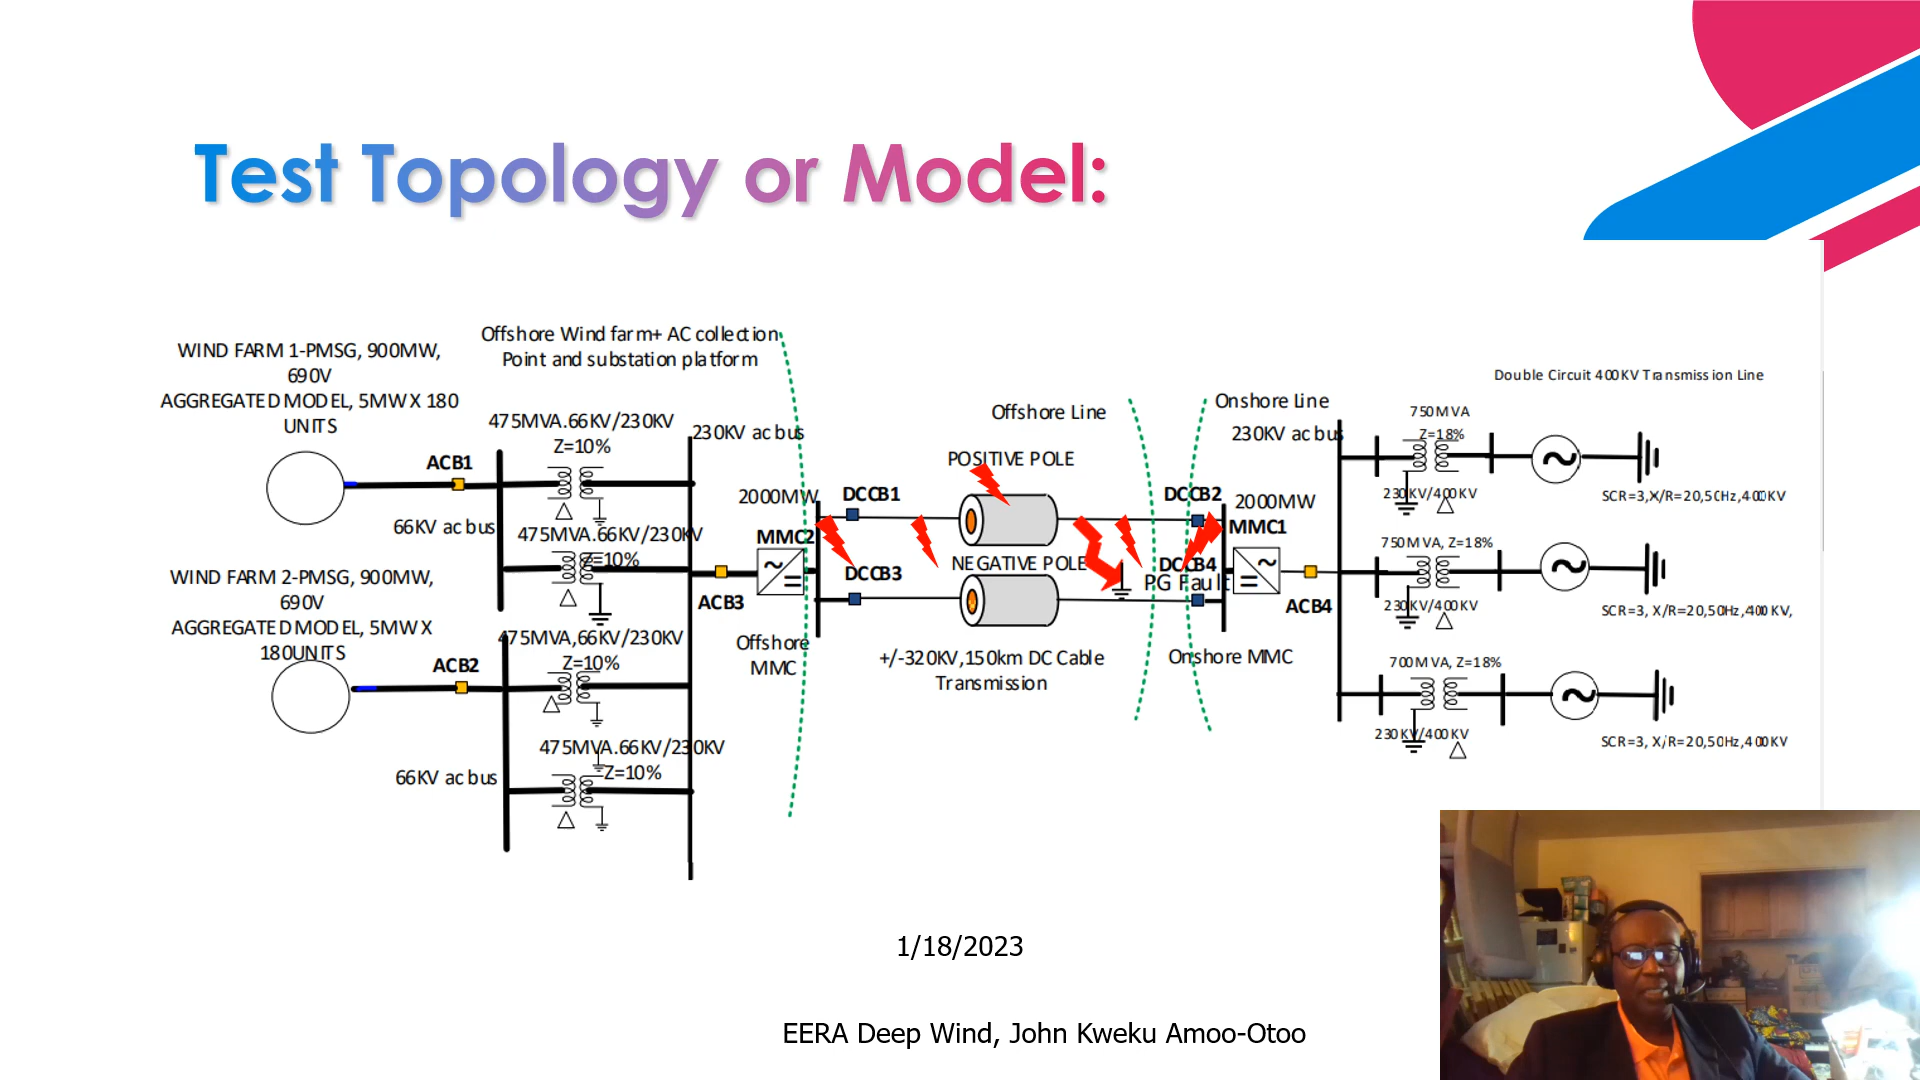 Test Topology or Model:
WIND FARM 1-PMSG, 900MW,
690V
AGGREGATED MODEL, 5MW X 180
UNITS
Offshore Wind farm+ AC collection
Point and substation platform
475MVA.66KV/230KV
Z=10%
230KV ac bus
ACB1
66KV ac bus
475MVA.66KV/230KV
Z=10%
WIND FARM 2-PMSG, 900MW,
690V
AGGREGATED MODEL, 5MW X
180UNITS
ACB2
475MVA,66KV/230KV
Z=10%
475MVA.66KV/230KV
Z=10%
66KV ac bus
ACB3
2000MW
MMC2
Offshore
MMC
DCCB1
DCCB3
Offshore Line
POSITIVE POLE
NEGATIVE POLE
+/-320KV,150km DC Cable
Transmission
PG Fault
DCCB2
DCCB4
Onshore Line
230KV ac bus
2000MW
MMC1
ACB4
Onshore MMC
Double Circuit 400KV Transmission Line
750MVA
Z=18%
230KV/400KV
SCR=3,X/R=20,50Hz,400KV
750MVA, Z=18%
230KV/400KV
SCR=3, X/R=20,50Hz,400KV,
700MVA, Z=18%
230KV/400KV
SCR=3, X/R=20,50Hz,400KV
1/18/2023
EERA Deep Wind, John Kweku Amoo-Otoo